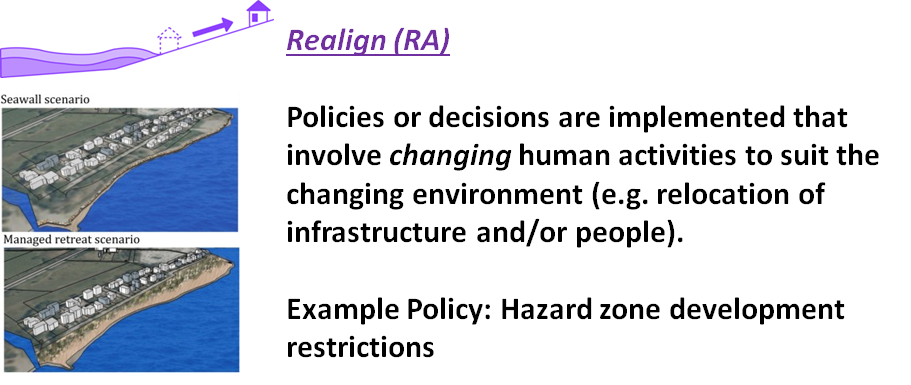 Realign (RA)
Seawall scenario
Policies or decisions are implemented that
involve changing human activities to suit the
changing environment (e.g. relocation of
infrastructure and/or people).
Managed retreat scenario
Example Policy: Hazard zone development
restrictions